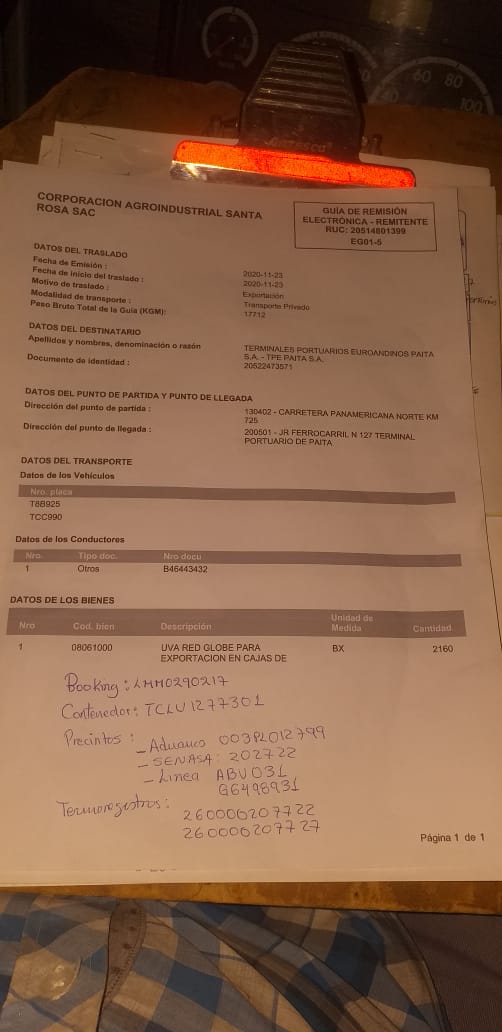 60 80 100
CORPORACION AGROINDUSTRIAL SANTA
ROSA SAC
GUÍA DE REMISIÓN
ELECTRÓNICA - REMITENTE
RUC: 20514801399
EG01-5
DATOS DEL TRASLADO
Fecha de Emisión : 2020-11-23
Fecha de inicio del traslado : 2020-11-23
Motivo de traslado : Exportación
Modalidad de transporte : Transporte Privado
Peso Bruto Total de la Guía (KGM): 17712
DATOS DEL DESTINATARIO
Apellidos y nombres, denominación o razón TERMINALES PORTUARIOS EUROANDINOS PAITA
S.A. - TPE PAITA S.A.
Documento de identidad : 20522473571
DATOS DEL PUNTO DE PARTIDA Y PUNTO DE LLEGADA
Dirección del punto de partida : 130402 - CARRETERA PANAMERICANA NORTE KM
725
Dirección del punto de llegada : 200501 - JR FERROCARRIL N 127 TERMINAL
PORTUARIO DE PAITA
DATOS DEL TRANSPORTE
Datos de los Vehículos
Nro. placa
T8B925
TCC990
Datos de los Conductores
Nro. Tipo doc. Nro docu
1 Otros B46443432
DATOS DE LOS BIENES
Nro Cod. bien Descripción Unidad de
Medida Cantidad
1 08061000 UVA RED GLOBE PARA
EXPORTACION EN CAJAS DE BX 2160
Booking: LMM0290217
Contenedor: TCLU1277301
Precintos :
- Aduanas 003PL012799
- SENASA: 202722
- Linea ABV031
G6498931
Termoregistros:
260006207722
260006207727
Página 1 de 1